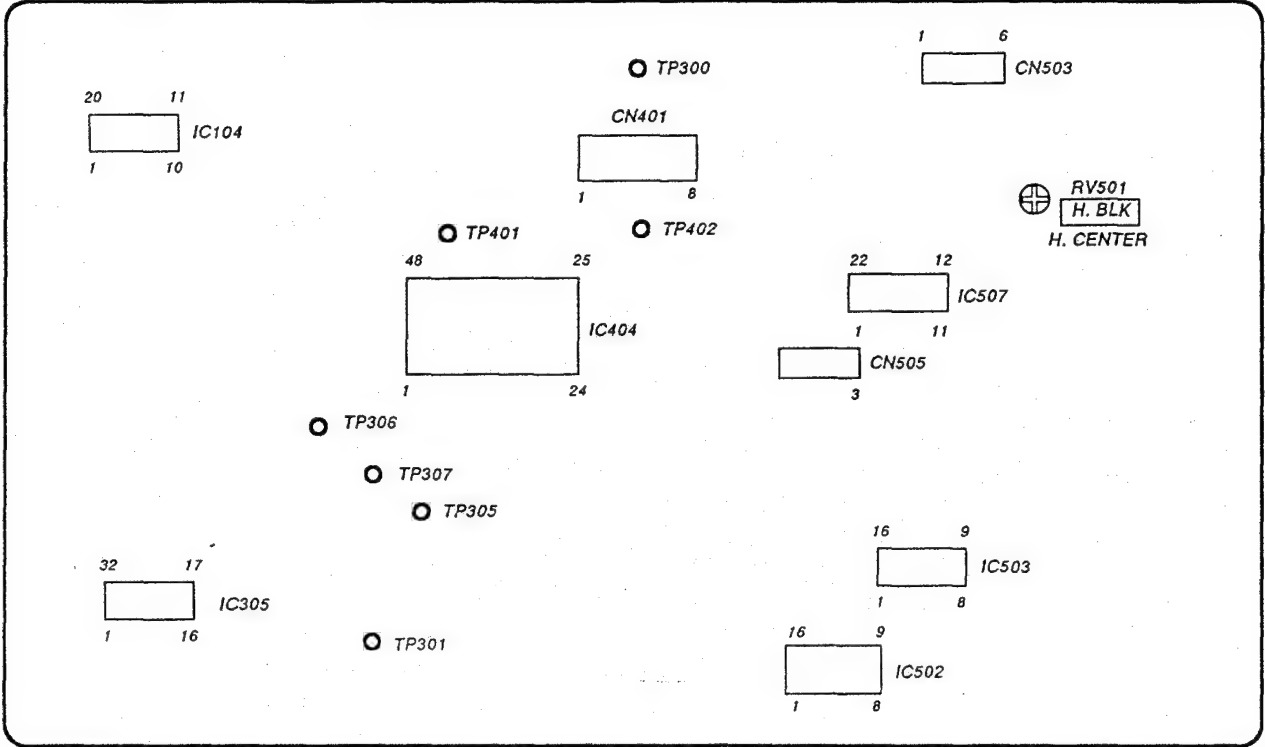 1 6
CN503
TP300
20 11
IC104
1 10
CN401
1 8
RV501
H. BLK
H. CENTER
TP401
TP402
48 25
IC404
1 24
22 12
IC507
1 11
CN505
3
TP306
TP307
TP305
16 9
IC503
1 8
32 17
IC305
1 16
TP301
16 9
IC502
1 8